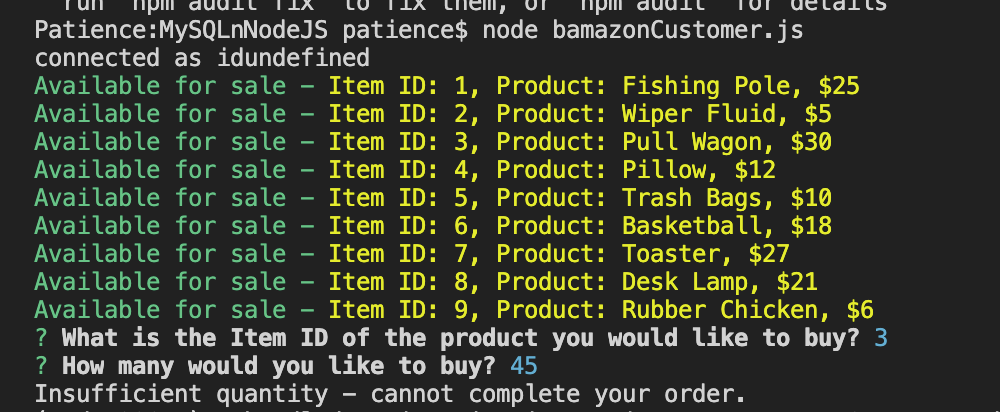 run `npm audit fix` to fix them, or `npm audit` for details
Patience:MySQLnNodeJS patience$ node bamazonCustomer.js
connected as idundefined
Available for sale – Item ID: 1, Product: Fishing Pole, $25
Available for sale – Item ID: 2, Product: Wiper Fluid, $5
Available for sale – Item ID: 3, Product: Pull Wagon, $30
Available for sale – Item ID: 4, Product: Pillow, $12
Available for sale – Item ID: 5, Product: Trash Bags, $10
Available for sale – Item ID: 6, Product: Basketball, $18
Available for sale – Item ID: 7, Product: Toaster, $27
Available for sale – Item ID: 8, Product: Desk Lamp, $21
Available for sale – Item ID: 9, Product: Rubber Chicken, $6
? What is the Item ID of the product you would like to buy? 3
? How many would you like to buy? 45
Insufficient quantity – cannot complete your order.